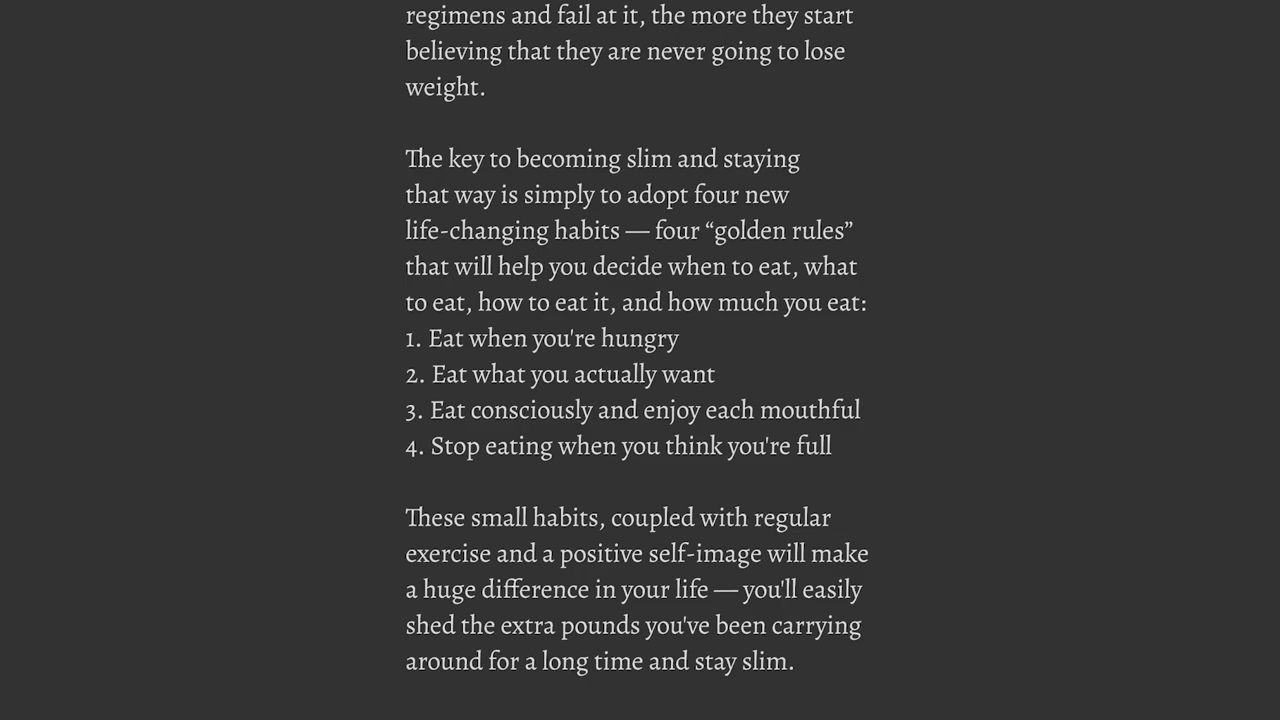 regimens and fail at it, the more they start
believing that they are never going to lose
weight.
The key to becoming slim and staying
that way is simply to adopt four new
life-changing habits — four “golden rules”
that will help you decide when to eat, what
to eat, how to eat it, and how much you eat:
1. Eat when you're hungry
2. Eat what you actually want
3. Eat consciously and enjoy each mouthful
4. Stop eating when you think you're full
These small habits, coupled with regular
exercise and a positive self-image will make
a huge difference in your life — you'll easily
shed the extra pounds you've been carrying
around for a long time and stay slim.